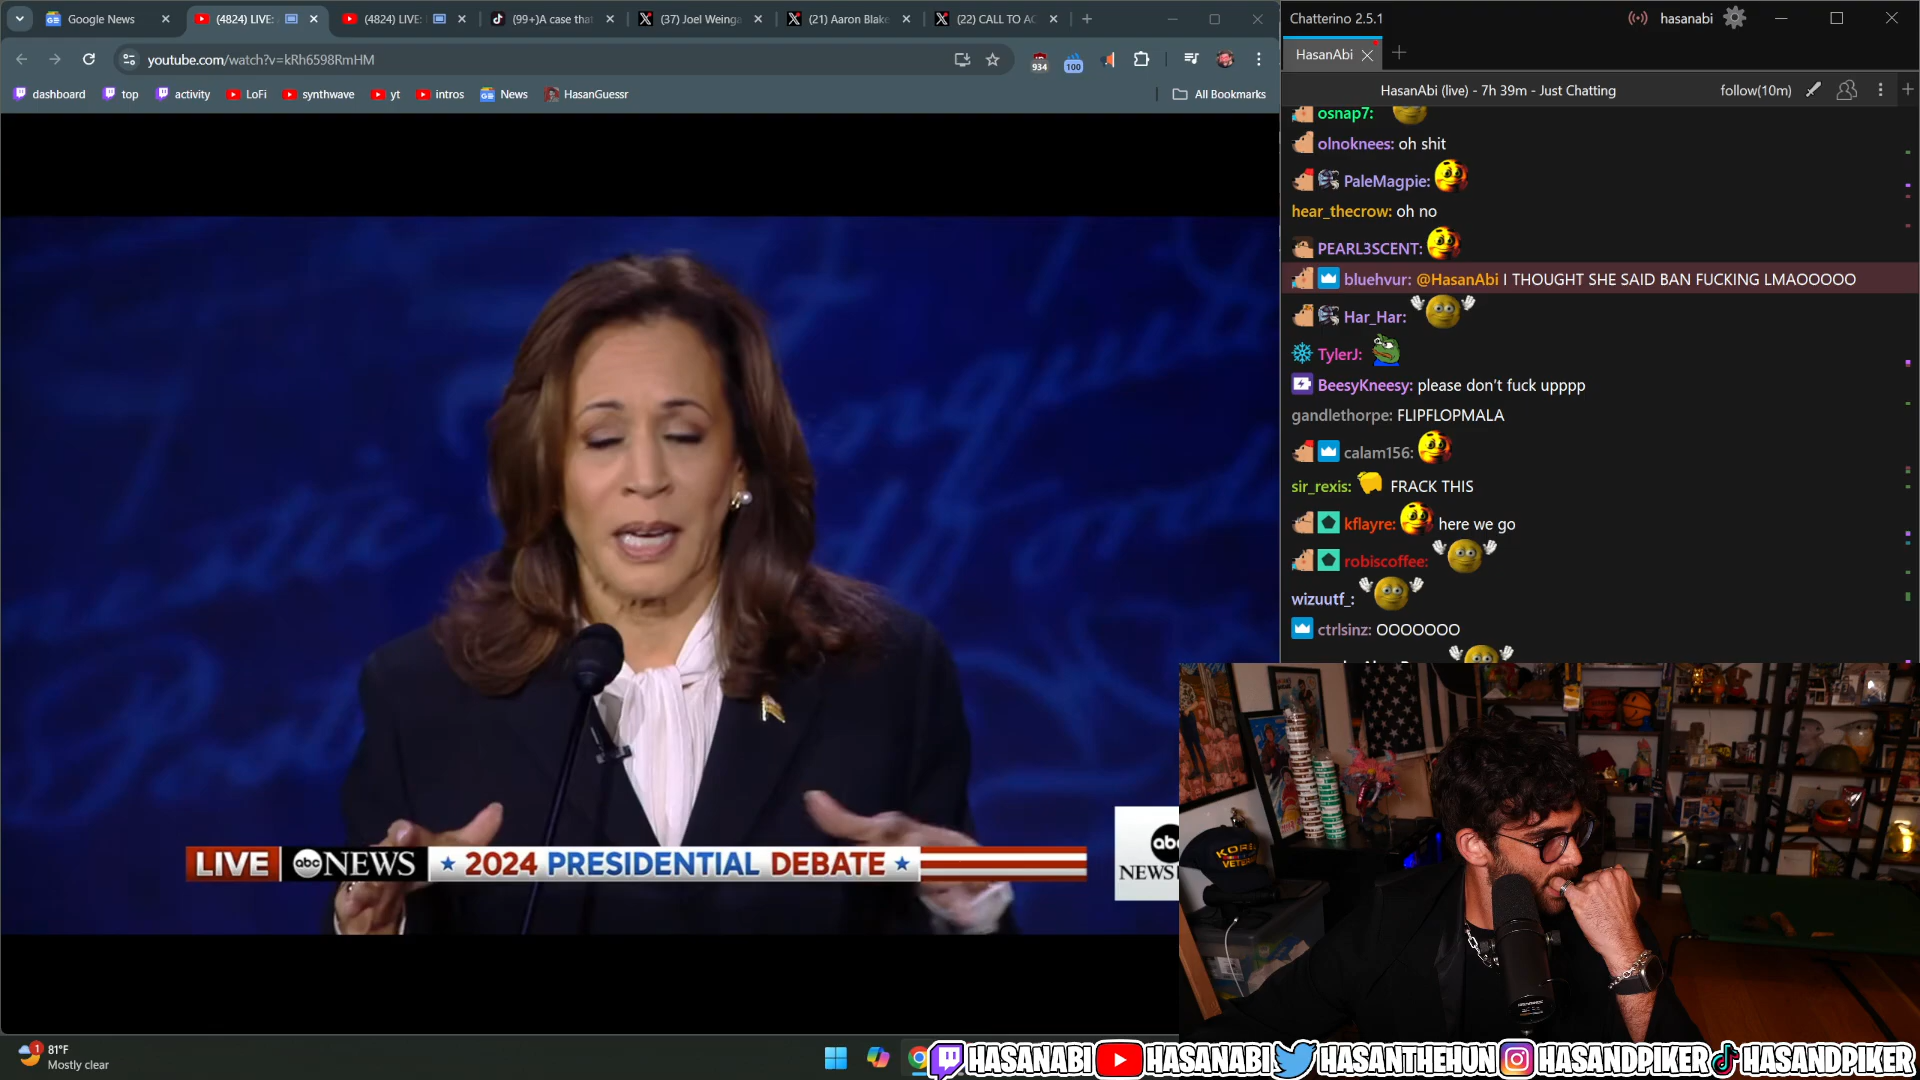 Google News
(4824) LIVE:
(4824) LIVE:
(99+)A case that
(37) Joel Weinga
(21) Aaron Blake
(22) CALL TO AC
youtube.com/watch?v=kRh6598RmHM
934
100
dashboard
top
activity
LoFi
synthwave
yt
intros
News
HasanGuessr
All Bookmarks
LIVE
abc NEWS
2024 PRESIDENTIAL DEBATE
NEWS
Chatterino 2.5.1
hasanabi
HasanAbi
HasanAbi (live) - 7h 39m - Just Chatting
follow(10m)
osnap7:
olnoknees: oh shit
PaleMagpie:
hear_thecrow: oh no
PEARL3SCENT:
bluehvur: @HasanAbi I THOUGHT SHE SAID BAN FUCKING LMAOOOOO
Har_Har:
TylerJ:
BeesyKneesy: please don't fuck upppp
gandlethorpe: FLIPFLOPMALA
calam156:
sir_rexis: FRACK THIS
kflayre: here we go
robiscoffee:
wizuutf_:
ctrlsinz: OOOOOOO
KOREA
VETERAN
1
81°F
Mostly clear
HASANABI
HASANABI
HASANTHEHUN
HASANDPIKER
HASANDPIKER